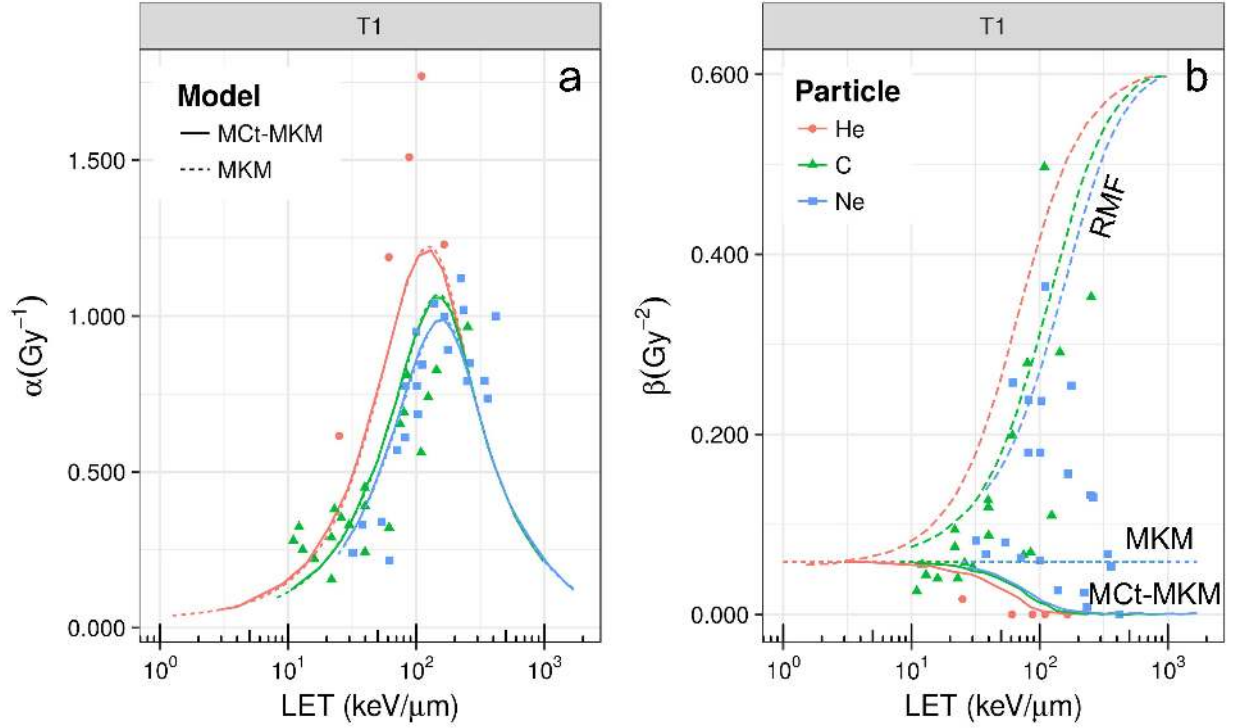 T1
a
Model
MCt-MKM
MKM
α(Gy⁻¹)
1.500
1.000
0.500
0.000
10⁰ 10¹ 10² 10³
LET (keV/μm)
T1
b
Particle
He
C
Ne
RMF
MKM
MCt-MKM
β(Gy⁻²)
0.600
0.400
0.200
0.000
10⁰ 10¹ 10² 10³
LET (keV/μm)